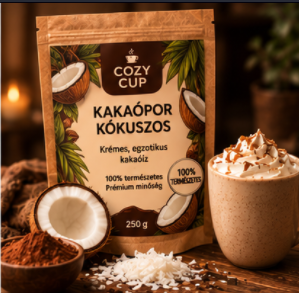 COZY
CUP
KAKAÓPOR
KÓKUSZOS
Krémes, egzotikus
kakaóíz
100% természetes
Prémium minőség
100%
TERMÉSZETES
250 g